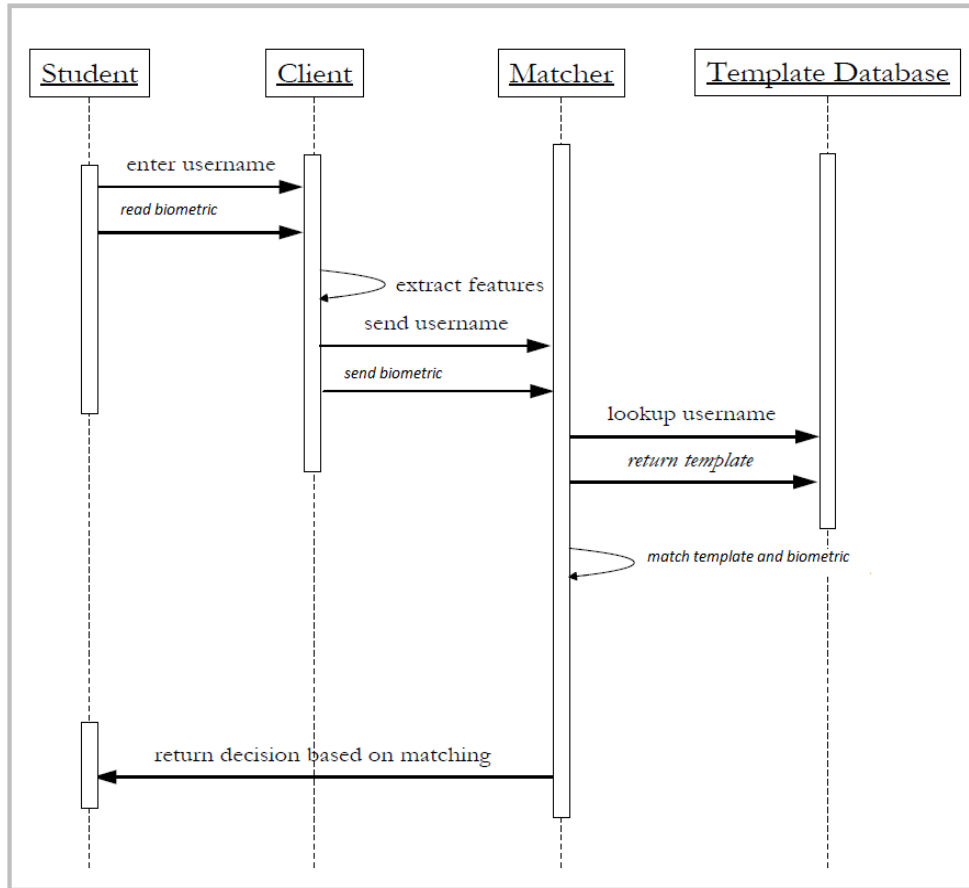 Student
Client
Matcher
Template Database
enter username
read biometric
extract features
send username
send biometric
lookup username
return template
match template and biometric
return decision based on matching